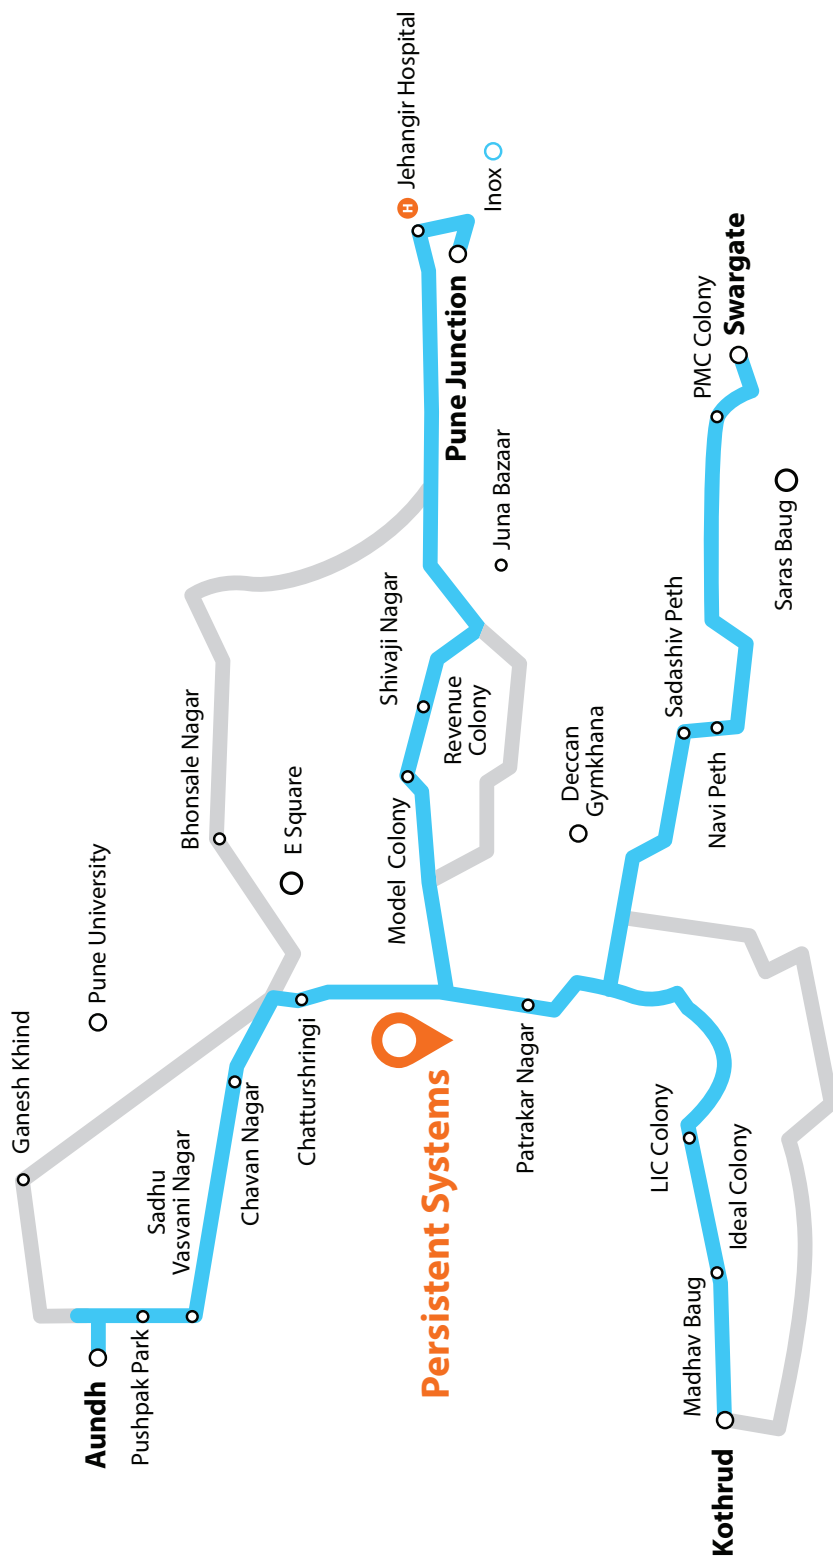 Aundh
Pushpak Park
Sadhu
Vasvani Nagar
Ganesh Khind
Pune University
Chavan Nagar
Chatturshringi
Bhonsale Nagar
E Square
Persistent Systems
Model Colony
Shivaji Nagar
Revenue
Colony
Pune Junction
H
Jehangir Hospital
Inox
Juna Bazaar
Patrakar Nagar
Deccan
Gymkhana
Kothrud
Madhav Baug
LIC Colony
Ideal Colony
Navi Peth
Sadashiv Peth
PMC Colony
Swargate
Saras Baug